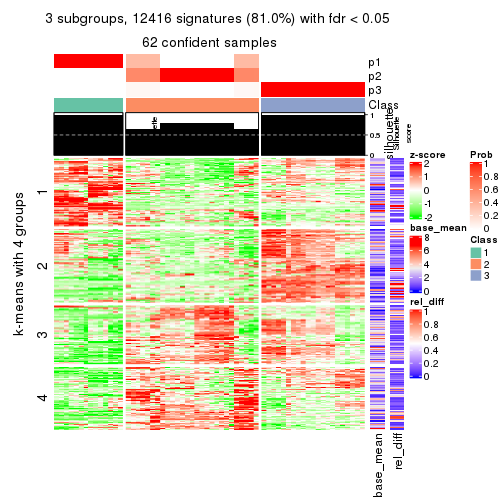 3 subgroups, 12416 signatures (81.0%) with fdr < 0.05
62 confident samples
p1
p2
p3
Class
1
0.5
0
silhouette
Silhouette
score
k-means with 4 groups
1
2
3
4
base_mean
rel_diff
z-score
2
1
0
-1
-2
base_mean
8
6
4
2
0
rel_diff
1
0.8
0.6
0.4
0.2
0
Prob
1
0.8
0.6
0.4
0.2
0
Class
1
2
3